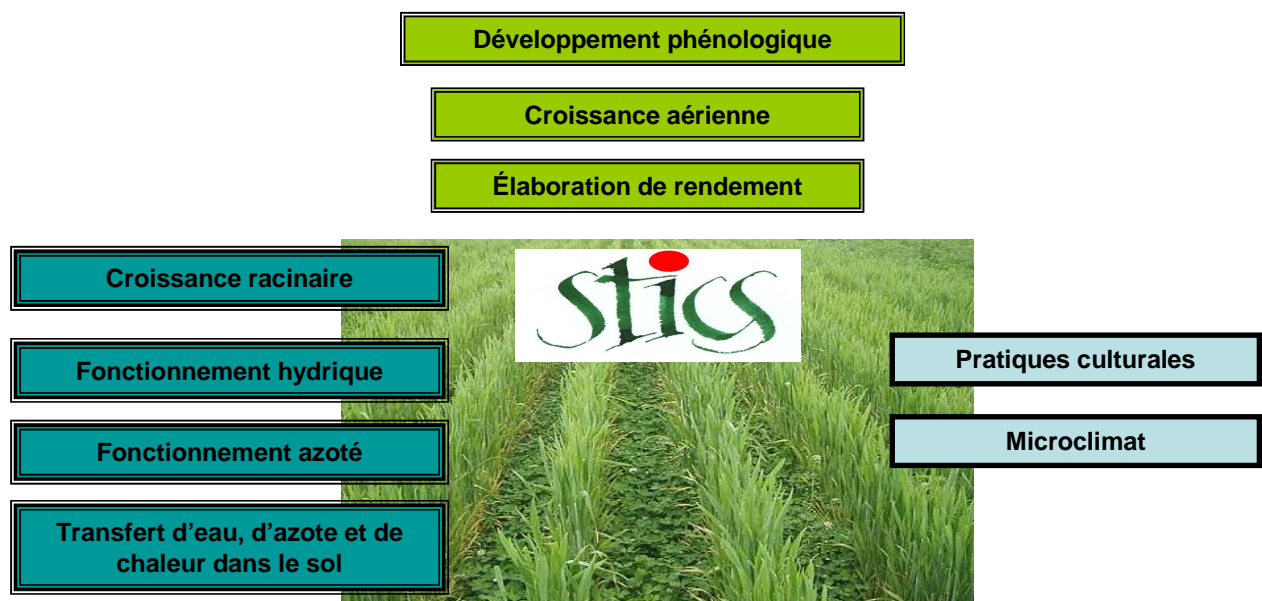 Développement phénologique
Croissance aérienne
Élaboration de rendement
stics
Croissance racinaire
Fonctionnement hydrique
Fonctionnement azoté
Transfert d’eau, d’azote et de
chaleur dans le sol
Pratiques culturales
Microclimat